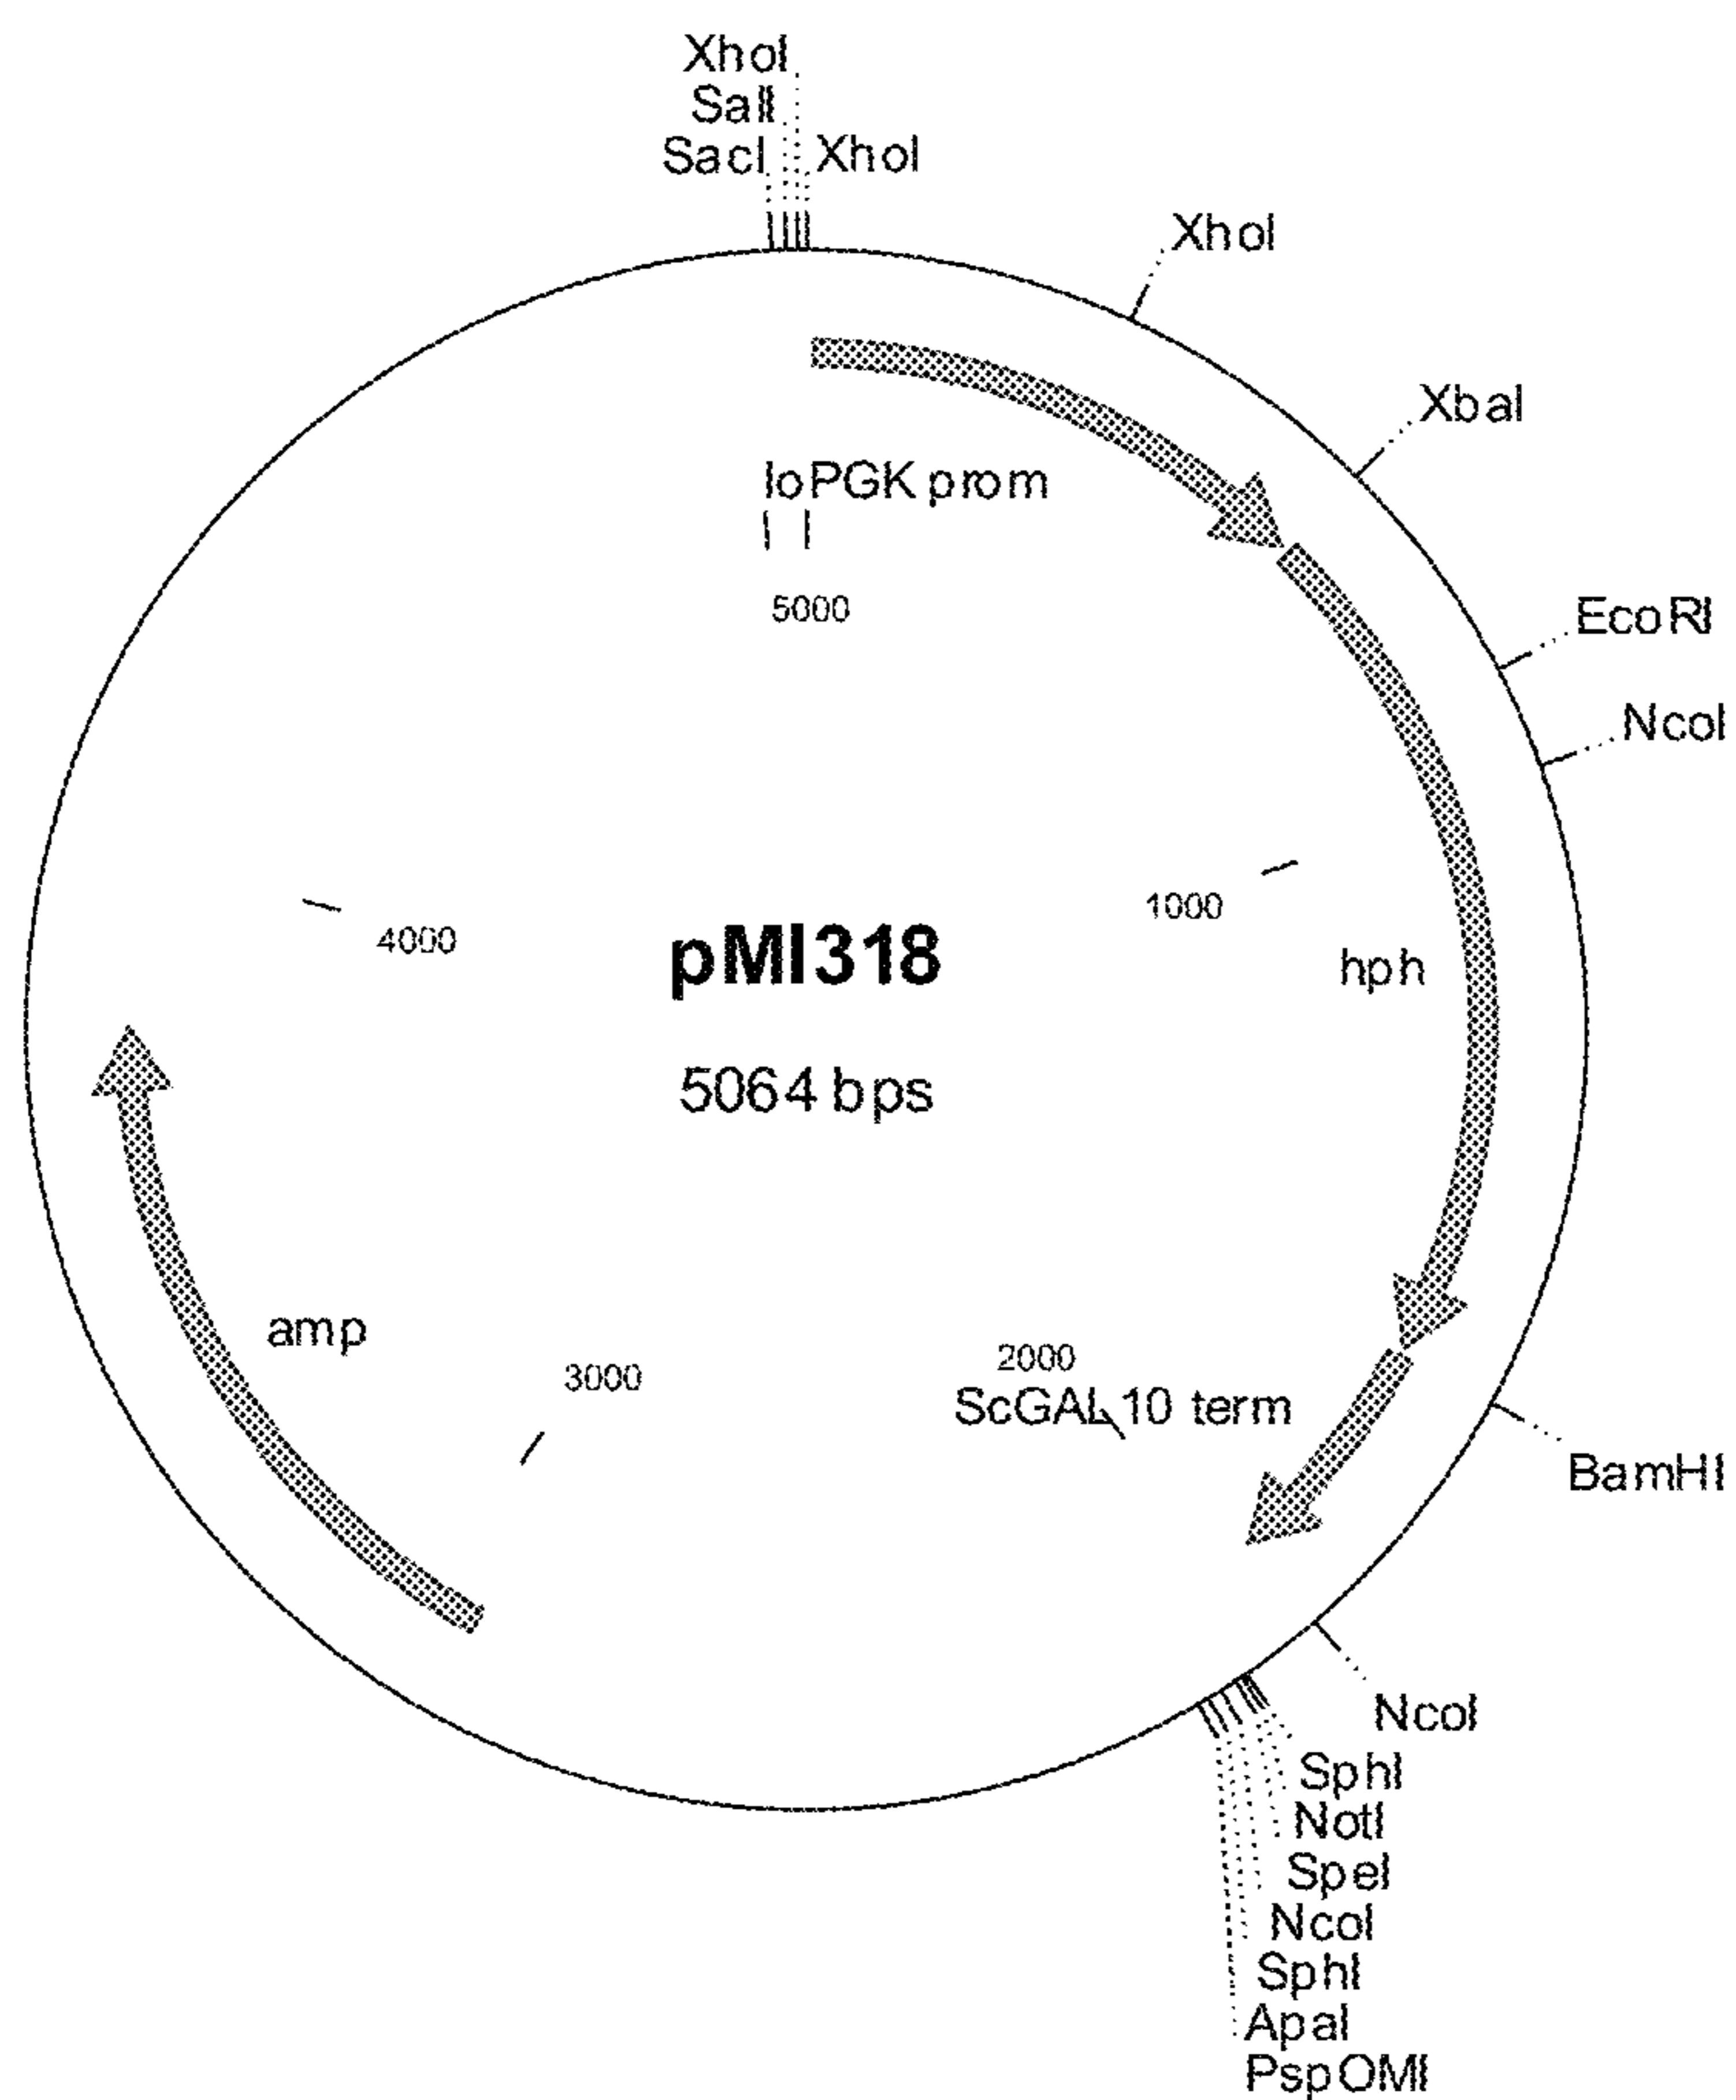 XhoI
SalI
SacI
XhoI
XhoI
XbaI
IoPGK prom
5000
EcoRI
NcoI
1000
4000
pMI318
hph
5064 bps
amp
2000
3000
ScGAL10 term
BamHI
NcoI
SphI
NotI
SpeI
NcoI
SphI
ApaI
PspOMI